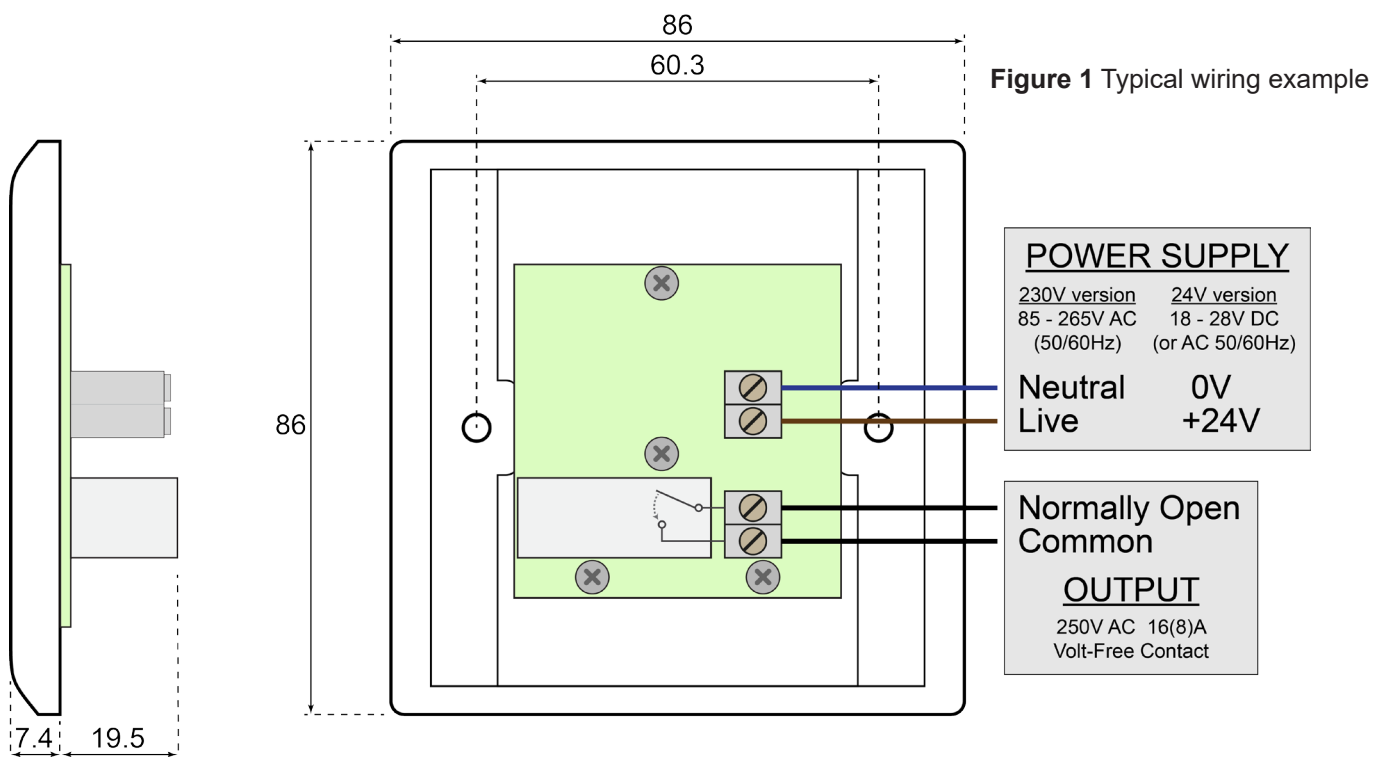 86
60.3
Figure 1 Typical wiring example
86
7.4 19.5
POWER SUPPLY
230V version 24V version
85 - 265V AC 18 - 28V DC
(50/60Hz) (or AC 50/60Hz)
Neutral 0V
Live +24V
Normally Open
Common
OUTPUT
250V AC 16(8)A
Volt-Free Contact